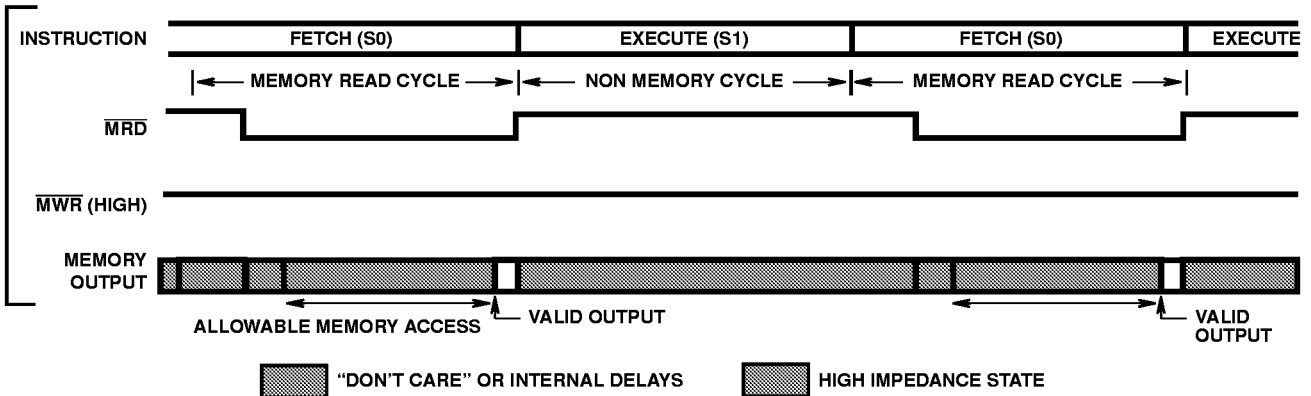 INSTRUCTION FETCH (S0) EXECUTE (S1) FETCH (S0) EXECUTE
MEMORY READ CYCLE NON MEMORY CYCLE MEMORY READ CYCLE
MRD
MWR (HIGH)
MEMORY
OUTPUT
ALLOWABLE MEMORY ACCESS
VALID OUTPUT
VALID
OUTPUT
“DON'T CARE” OR INTERNAL DELAYS
HIGH IMPEDANCE STATE